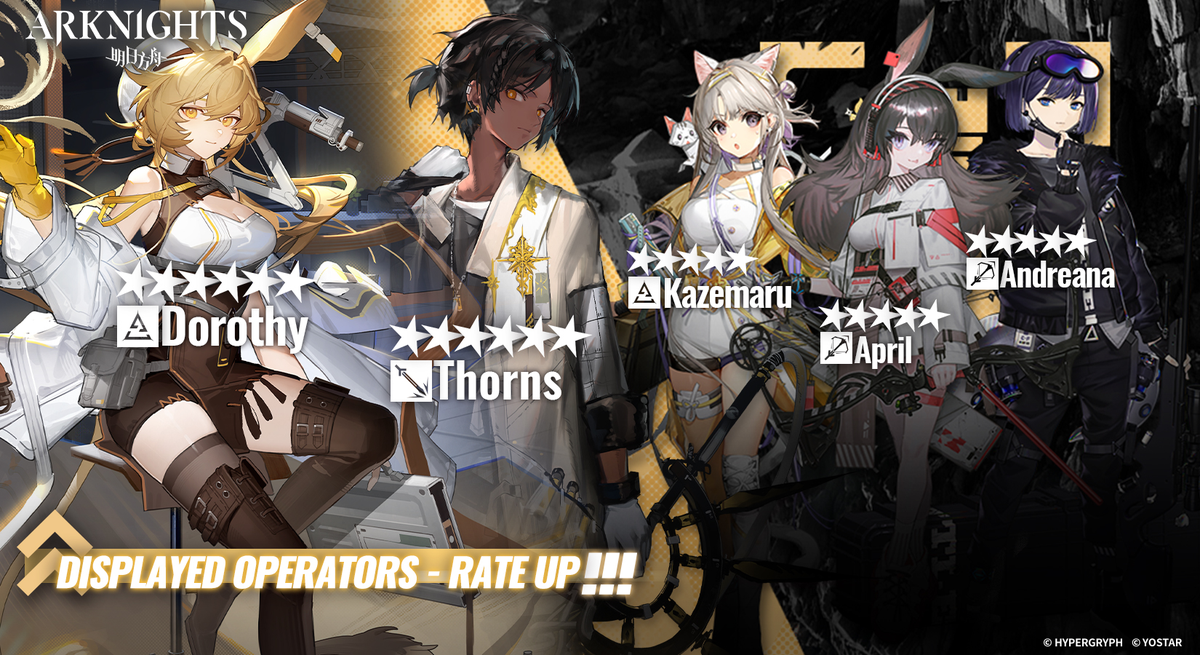 ARKNIGHTS
明日方舟
★★★★★★
Dorothy
★★★★★★
Thorns
★★★★★
Kazemaru
★★★★★
April
★★★★★
Andreana
DISPLAYED OPERATORS - RATE UP!!!
© HYPERGRYPH © YOSTAR